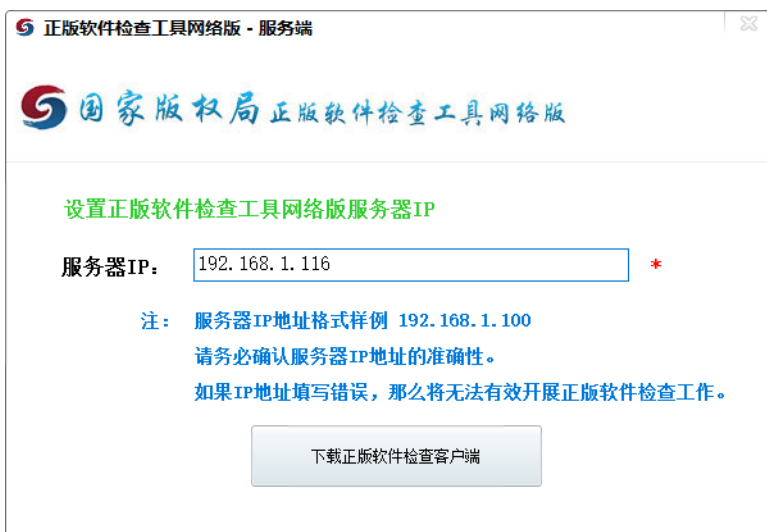 正版软件检查工具网络版 - 服务端
国家版权局正版软件检查工具网络版
设置正版软件检查工具网络版服务器IP
服务器IP： 192.168.1.116 *
注： 服务器IP地址格式样例 192.168.1.100
请务必确认服务器IP地址的准确性。
如果IP地址填写错误，那么将无法有效开展正版软件检查工作。
下载正版软件检查客户端